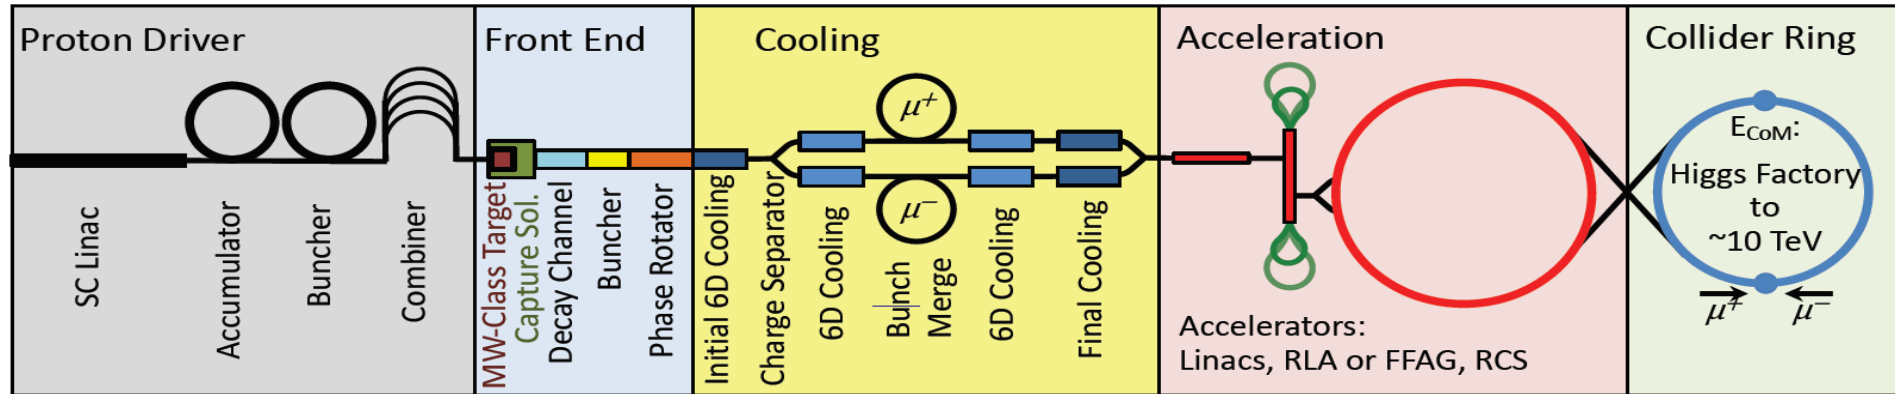 Proton Driver
SC Linac
Accumulator
Buncher
Combiner
Front End
MW-Class Target
Capture Sol.
Decay Channel
Buncher
Phase Rotator
Cooling
Initial 6D Cooling
Charge Separator
6D Cooling
μ+
μ−
Bunch
Merge
6D Cooling
Final Cooling
Acceleration
Accelerators:
Linacs, RLA or FFAG, RCS
Collider Ring
ECoM:
Higgs Factory
to
~10 TeV
μ+ μ−